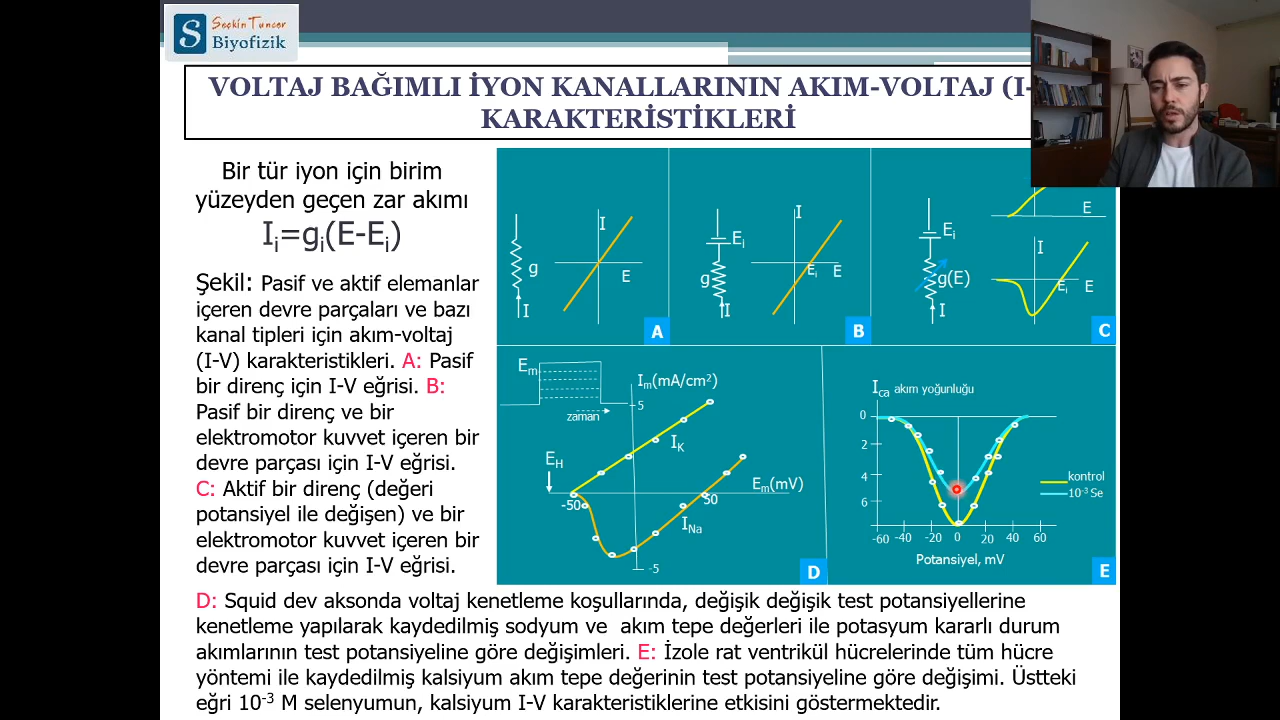 Seçkin Tuncer
S Biyofizik
VOLTAJ BAĞIMLI İYON KANALLARININ AKIM-VOLTAJ (I-
KARAKTERİSTİKLERİ
Bir tür iyon için birim
yüzeyden geçen zar akımı
Ii=gi(E-Ei)
Şekil: Pasif ve aktif elemanlar
içeren devre parçaları ve bazı
kanal tipleri için akım-voltaj
(I-V) karakteristikleri. A: Pasif
bir direnç için I-V eğrisi. B:
Pasif bir direnç ve bir
elektromotor kuvvet içeren bir
devre parçası için I-V eğrisi.
C: Aktif bir direnç (değeri
potansiyel ile değişen) ve bir
elektromotor kuvvet içeren bir
devre parçası için I-V eğrisi.
g
I
I
E
A
Ei
g
I
I
Ei
E
B
Ei
g(E)
I
E
I
Ei
E
C
Em
zaman
Im(mA/cm²)
5
IK
EH
-50
50
Em(mV)
INa
-5
D
Ica akım yoğunluğu
0
2
4
6
kontrol
10⁻³ Se
-60 -40 -20 0 20 40 60
Potansiyel, mV
E
D: Squid dev aksonda voltaj kenetleme koşullarında, değişik değişik test potansiyellerine
kenetleme yapılarak kaydedilmiş sodyum ve akım tepe değerleri ile potasyum kararlı durum
akımlarının test potansiyeline göre değişimleri. E: İzole rat ventrikül hücrelerinde tüm hücre
yöntemi ile kaydedilmiş kalsiyum akım tepe değerinin test potansiyeline göre değişimi. Üstteki
eğri 10⁻³ M selenyumun, kalsiyum I-V karakteristiklerine etkisini göstermektedir.